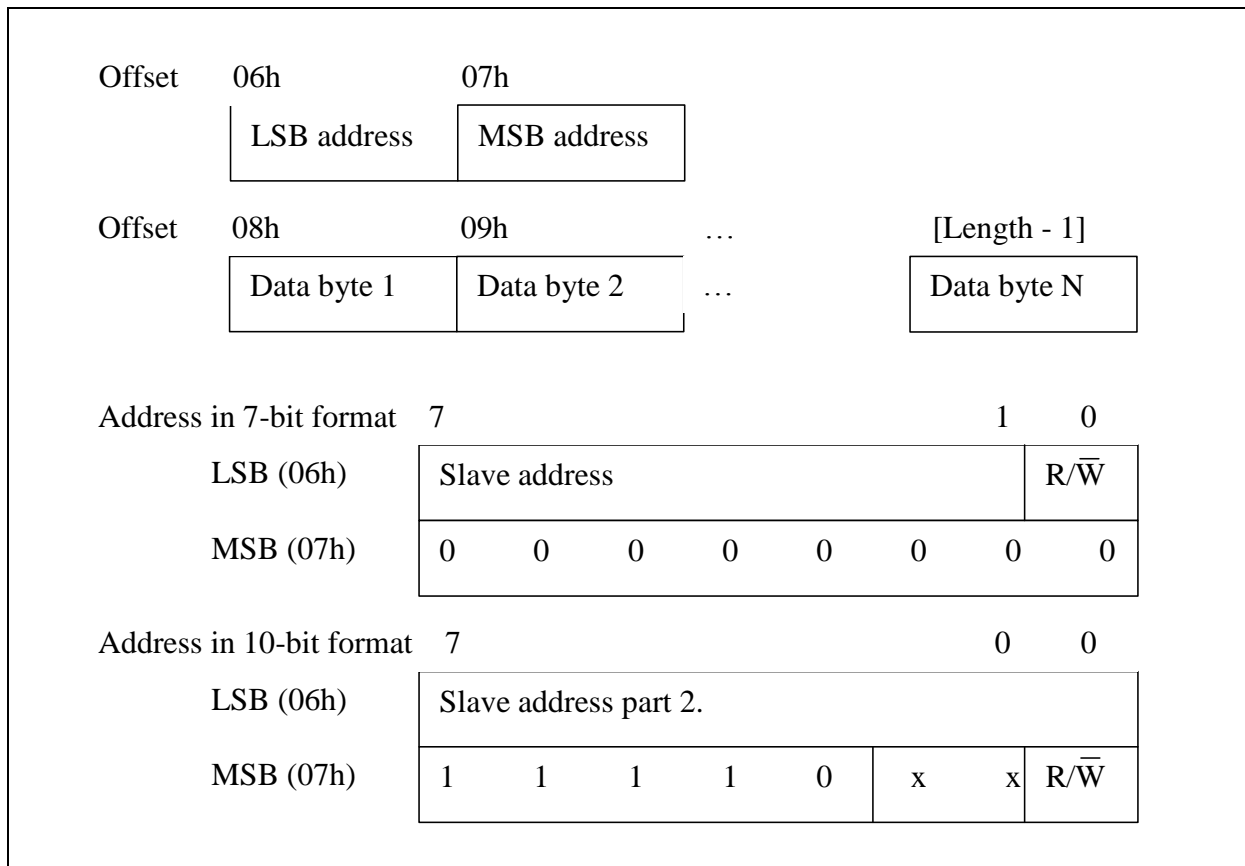 Offset 06h 07h
LSB address MSB address
Offset 08h 09h … [Length - 1]
Data byte 1 Data byte 2 … Data byte N
Address in 7-bit format 7 1 0
LSB (06h) Slave address R/W̅
MSB (07h) 0 0 0 0 0 0 0 0
Address in 10-bit format 7 0 0
LSB (06h) Slave address part 2.
MSB (07h) 1 1 1 1 0 x x R/W̅